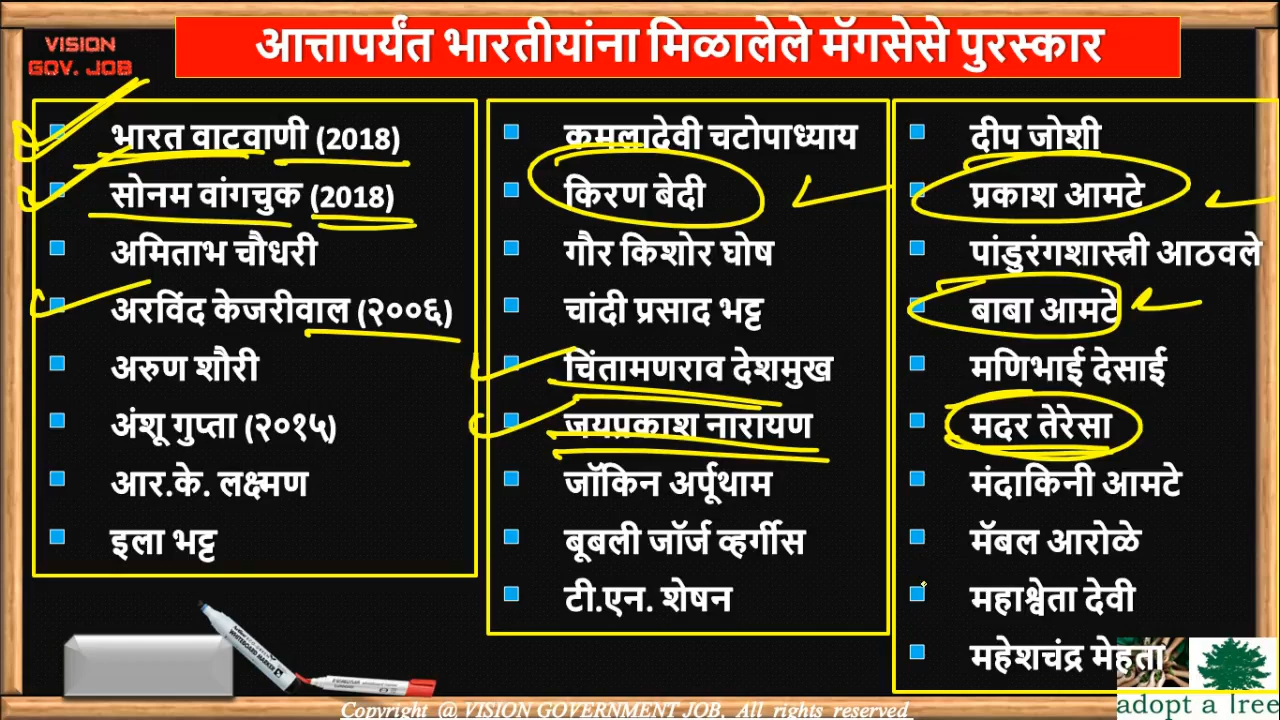 VISION
GOV. JOB
आत्तापर्यंत भारतीयांना मिळालेले मॅगसेसे पुरस्कार
भारत वाटवाणी (2018)
सोनम वांगचुक (2018)
अमिताभ चौधरी
अरविंद केजरीवाल (२००६)
अरुण शौरी
अंशू गुप्ता (२०१५)
आर.के. लक्ष्मण
इला भट्ट
कमलादेवी चटोपाध्याय
किरण बेदी
गौर किशोर घोष
चांदी प्रसाद भट्ट
चिंतामणराव देशमुख
जयप्रकाश नारायण
जॉकिन अर्पूथाम
बूबली जॉर्ज व्हर्गीस
टी.एन. शेषन
दीप जोशी
प्रकाश आमटे
पांडुरंगशास्त्री आठवले
बाबा आमटे
मणिभाई देसाई
मदर तेरेसा
मंदाकिनी आमटे
मॅबल आरोळे
महाश्वेता देवी
महेशचंद्र मेहता
WHITEBOARD MARKER
adopt a tree
Copyright @ VISION GOVERNMENT JOB, All rights reserved